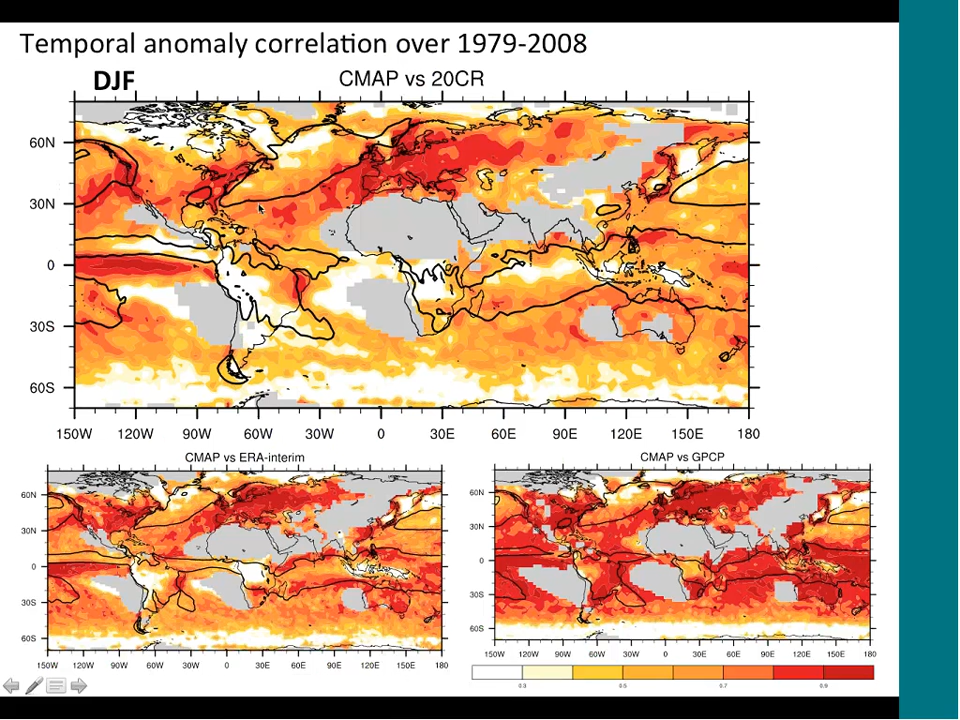 Temporal anomaly correlation over 1979-2008
DJF
CMAP vs 20CR
60N
30N
0
30S
60S
150W 120W 90W 60W 30W 0 30E 60E 90E 120E 150E 180
CMAP vs ERA-interim
60N
30N
0
30S
60S
150W 120W 90W 60W 30W 0 30E 60E 90E 120E 150E 180
CMAP vs GPCP
60N
30N
0
30S
60S
150W 120W 90W 60W 30W 0 30E 60E 90E 120E 150E 180
0.3 0.5 0.7 0.9